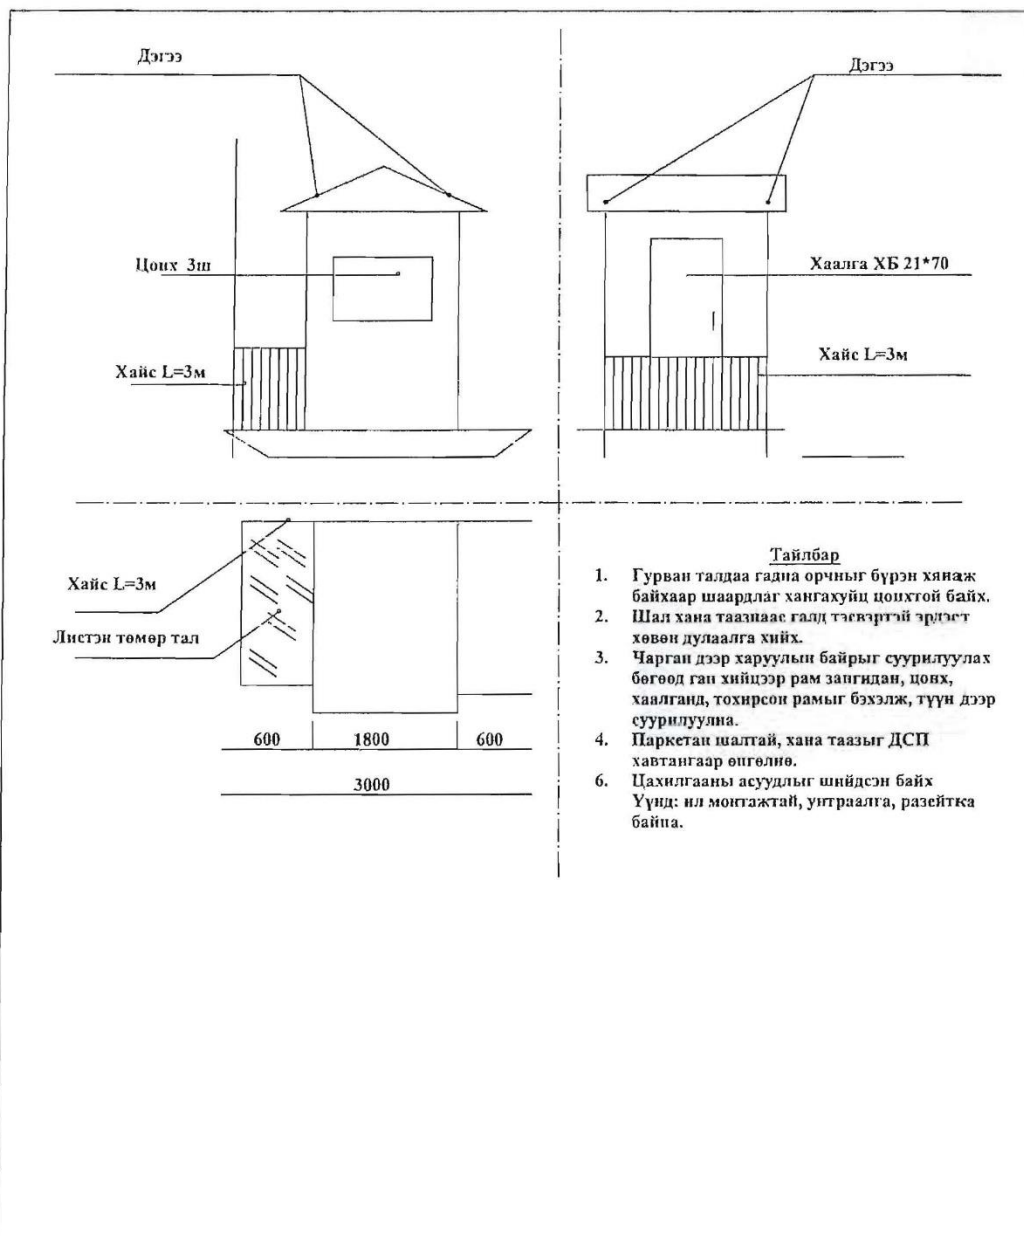 Дэгээ
Дэгээ
Цонх 3ш
Хаалга ХБ 21*70
Хайс L=3м
Хайс L=3м
Хайс L=3м
Листэн төмөр тал
600 1800 600
3000
Тайлбар
1. Гурван талдаа гадна орчныг бүрэн хянаж
байхаар шаардлаг хангахуйц цонхтой байх.
2. Шал хана таазнаас галд тэсвэртэй эрдэст
хөвөн дулаалга хийх.
3. Чарган дээр харуулын байрыг суурилуулах
бөгөөд ган хийцээр рам зангидан, цонх,
хаалганд, тохирсон рамыг бэхэлж, түүн дээр
суурилуулна.
4. Паркетан шалтай, хана таазыг ДСП
хавтангаар өнгөлнө.
6. Цахилгааны асуудлыг шийдсэн байх
Үүнд: ил монтажтай, унтраалга, разейтка
байна.